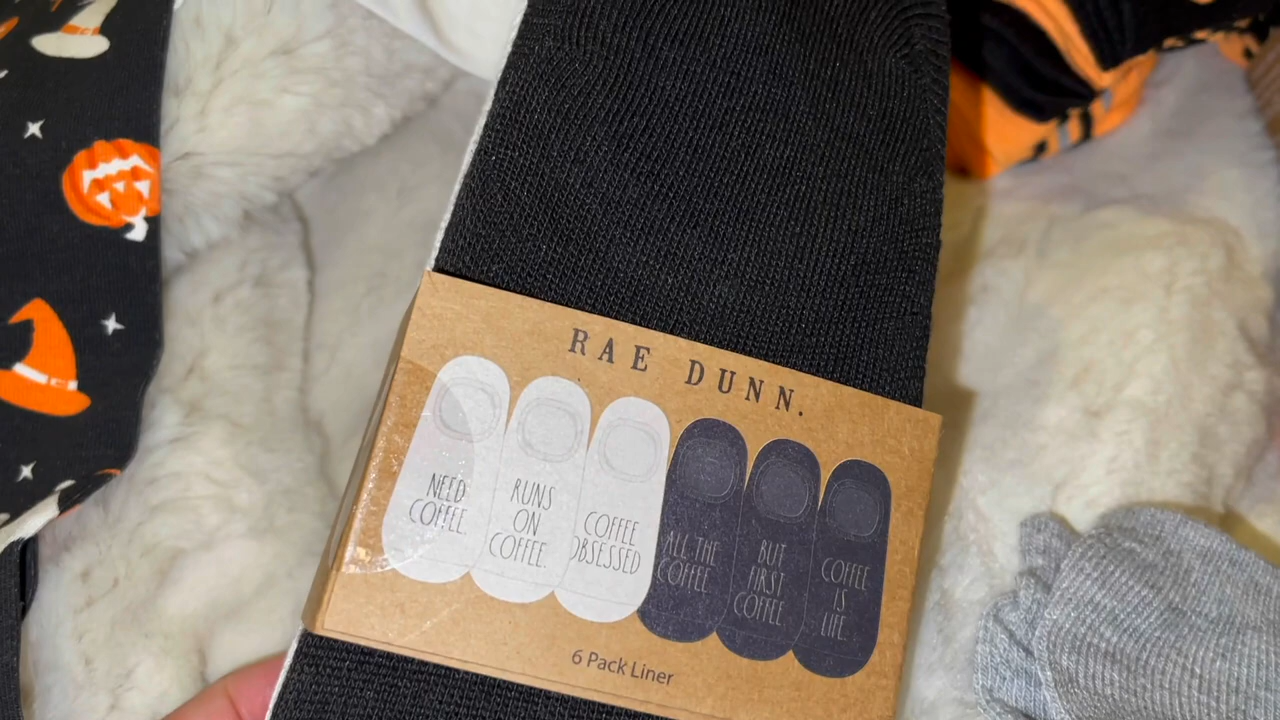 RAE DUNN.
NEED
COFFEE.
RUNS
ON
COFFEE.
COFFEE
OBSESSED
ALL THE
COFFEE.
BUT
FIRST
COFFEE.
COFFEE
IS
LIFE.
6 Pack Liner